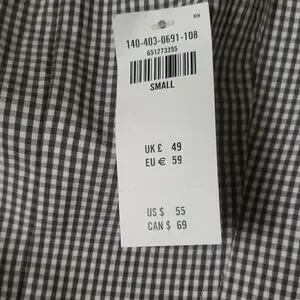 140-403-0691-108
651273395
SMALL
UK £ 49
EU € 59
US $ 55
CAN $ 69